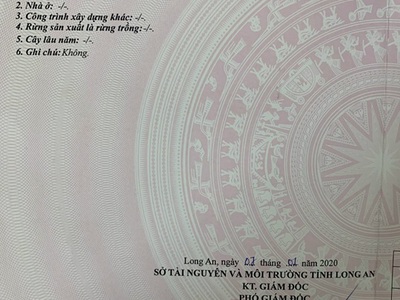 2. Nhà ở: -/-.
3. Công trình xây dựng khác: -/-.
4. Rừng sản xuất là rừng trồng: -/-.
5. Cây lâu năm: -/-.
6. Ghi chú: Không.
Long An, ngày 07 tháng 01 năm 2020
SỞ TÀI NGUYÊN VÀ MÔI TRƯỜNG TỈNH LONG AN
KT. GIÁM ĐỐC
PHÓ GIÁM ĐỐC